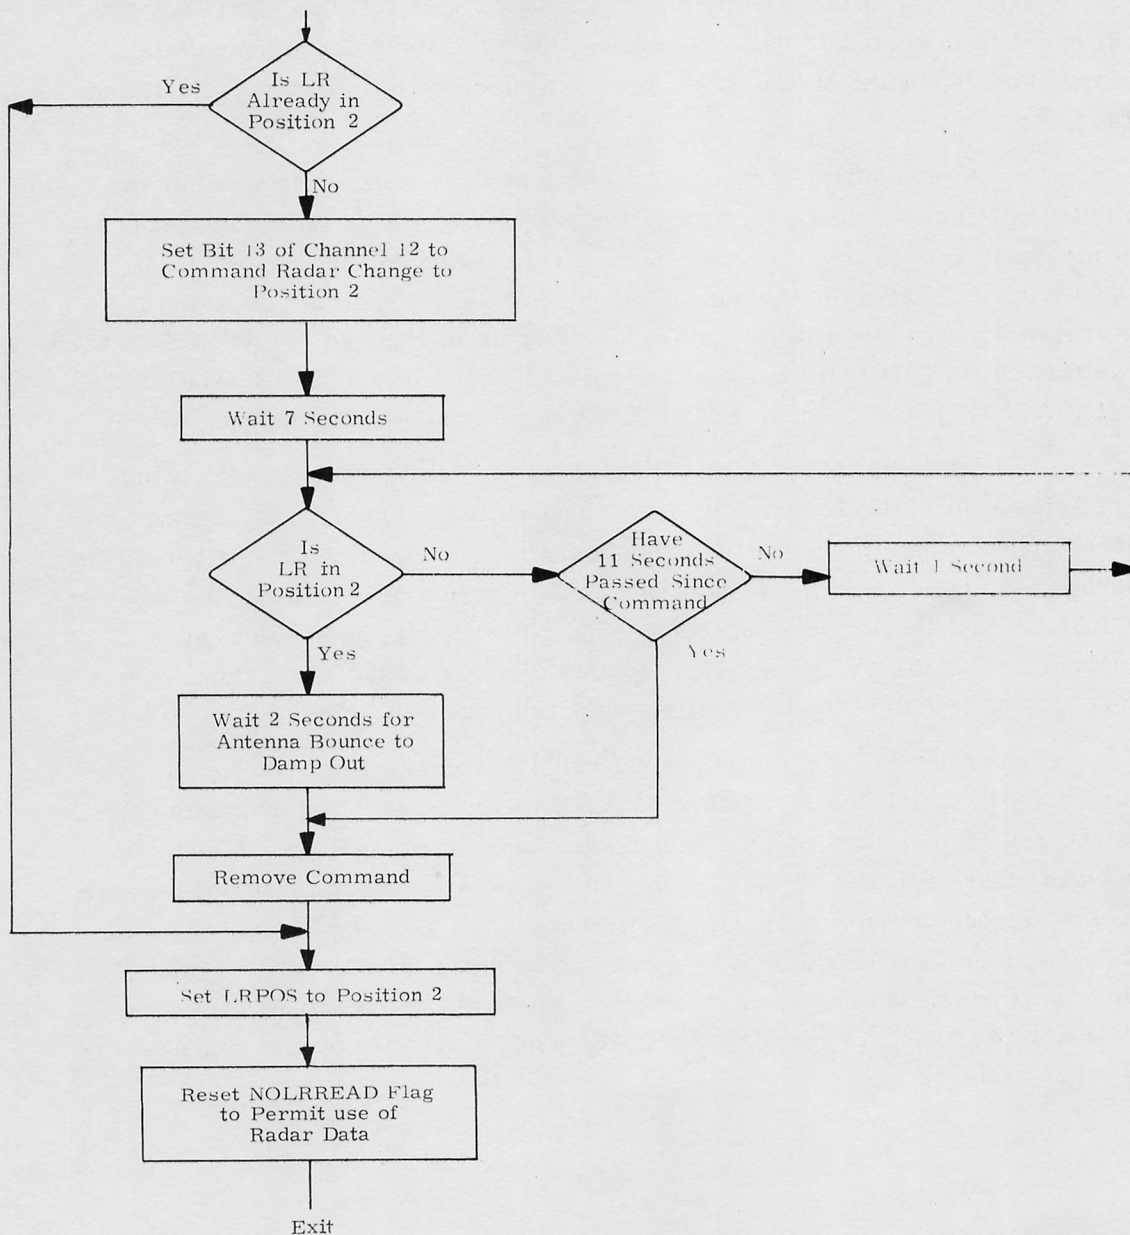 Is LR
Already in
Position 2
Yes
No
Set Bit 13 of Channel 12 to
Command Radar Change to
Position 2
Wait 7 Seconds
Is
LR in
Position 2
No
Have
11 Seconds
Passed Since
Command
No
Wait 1 Second
Yes
Yes
Wait 2 Seconds for
Antenna Bounce to
Damp Out
Remove Command
Set LRPOS to Position 2
Reset NOLRREAD Flag
to Permit use of
Radar Data
Exit